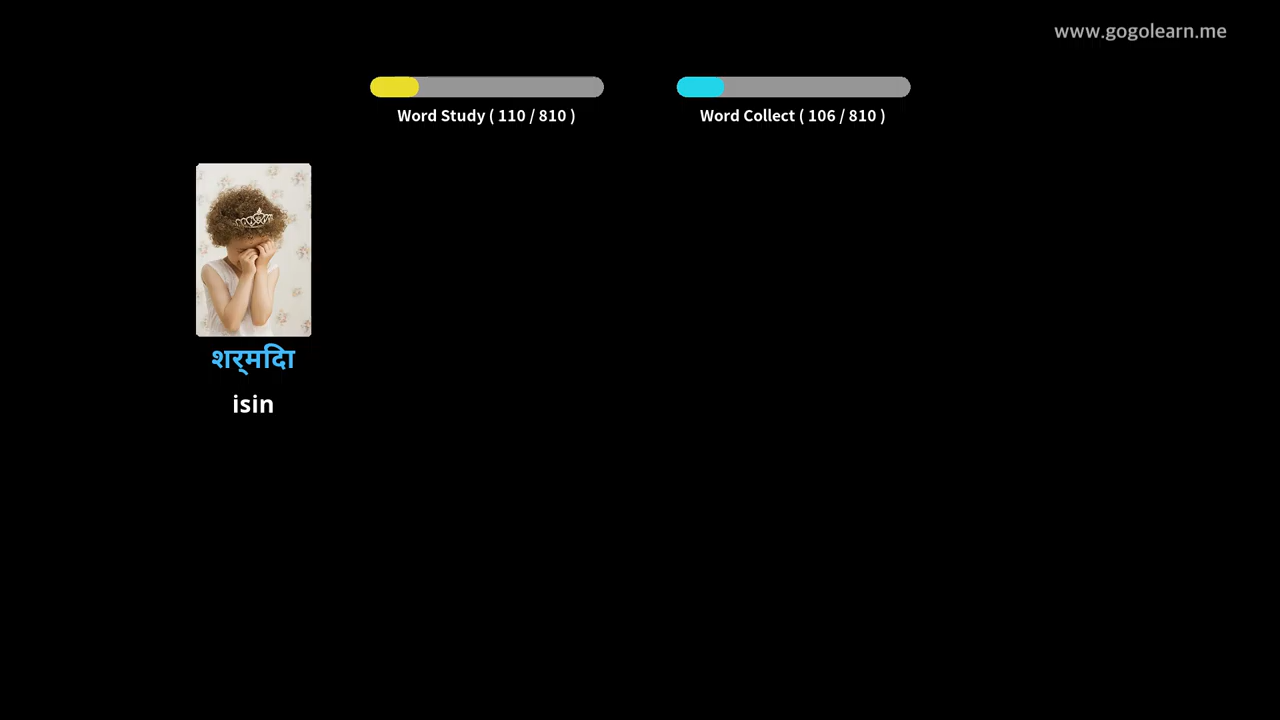 www.gogolearn.me
Word Study ( 110 / 810 )
Word Collect ( 106 / 810 )
शर्मिंदा
isin